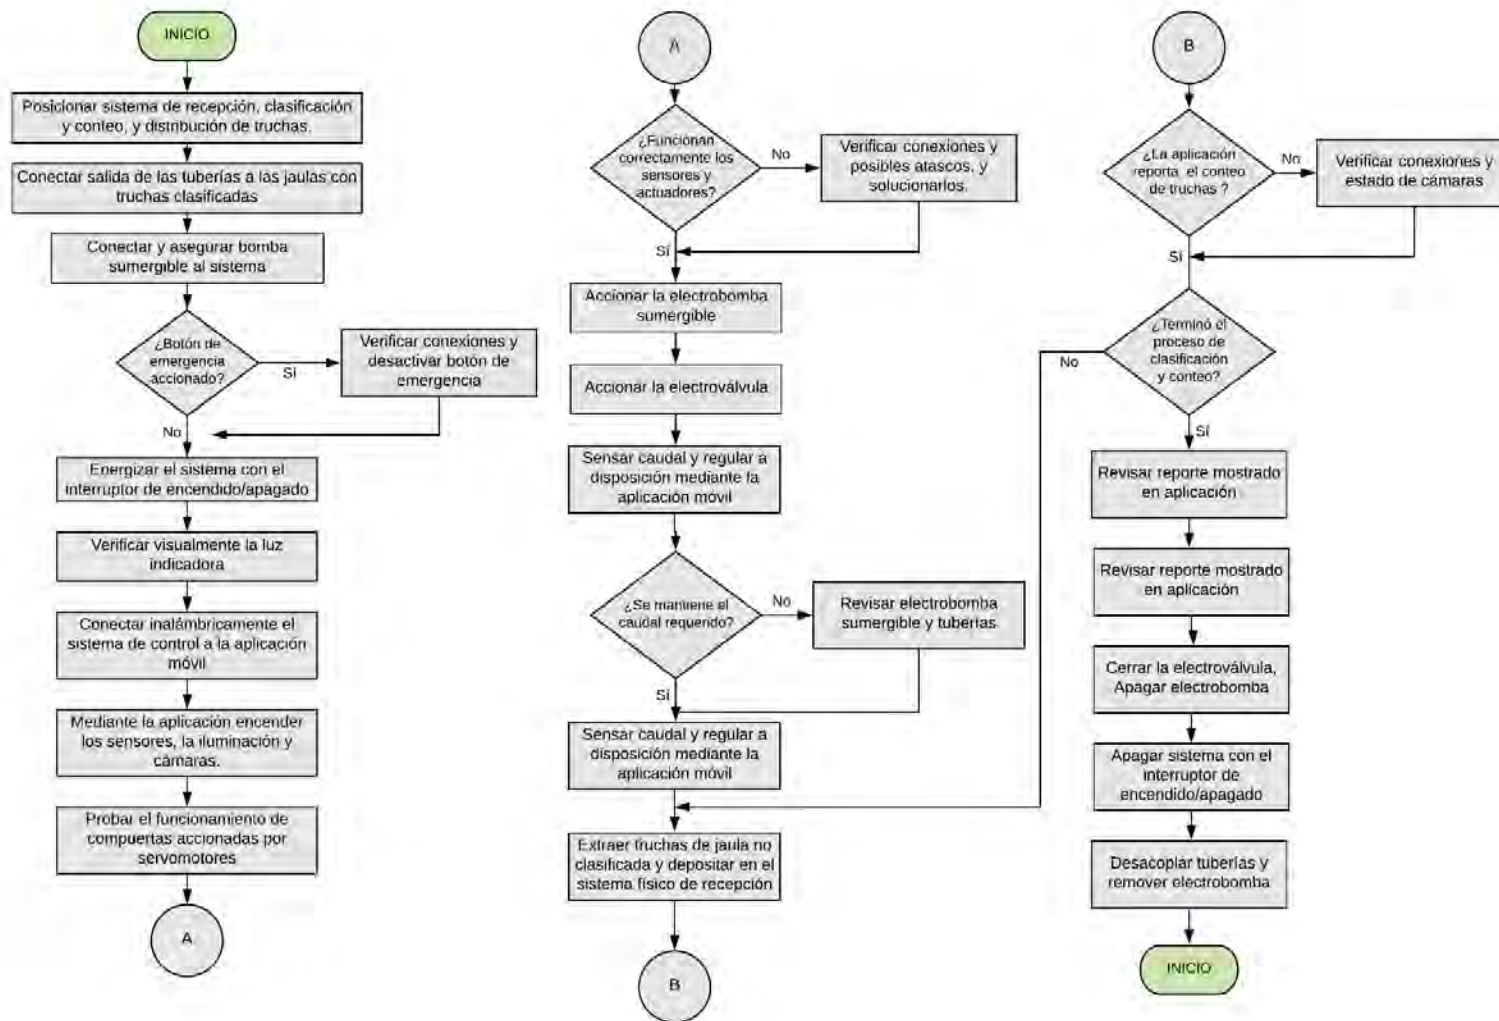 INICIO
Posicionar sistema de recepción, clasificación
y conteo, y distribución de truchas.
Conectar salida de las tuberías a las jaulas con
truchas clasificadas
Conectar y asegurar bomba
sumergible al sistema
¿Botón de
emergencia
accionado?
Sí
Verificar conexiones y
desactivar botón de
emergencia
No
Energizar el sistema con el
interruptor de encendido/apagado
Verificar visualmente la luz
indicadora
Conectar inalámbricamente el
sistema de control a la aplicación
móvil
Mediante la aplicación encender
los sensores, la iluminación y
cámaras.
Probar el funcionamiento de
compuertas accionadas por
servomotores
A
A
¿Funcionan
correctamente los
sensores y
actuadores?
No
Verificar conexiones y
posibles atascos, y
solucionarlos.
Sí
Accionar la electrobomba
sumergible
Accionar la electroválvula
Sensar caudal y regular a
disposición mediante la
aplicación móvil
¿Se mantiene el
caudal requerido?
No
Revisar electrobomba
sumergible y tuberías
Sí
Sensar caudal y regular a
disposición mediante la
aplicación móvil
Extraer truchas de jaula no
clasificada y depositar en el
sistema físico de recepción
B
B
¿La aplicación
reporta el conteo
de truchas ?
No
Verificar conexiones y
estado de cámaras
Sí
¿Terminó el
proceso de
clasificación
y conteo?
No
Sí
Revisar reporte mostrado
en aplicación
Revisar reporte mostrado
en aplicación
Cerrar la electroválvula,
Apagar electrobomba
Apagar sistema con el
interruptor de
encendido/apagado
Desacoplar tuberías y
remover electrobomba
INICIO